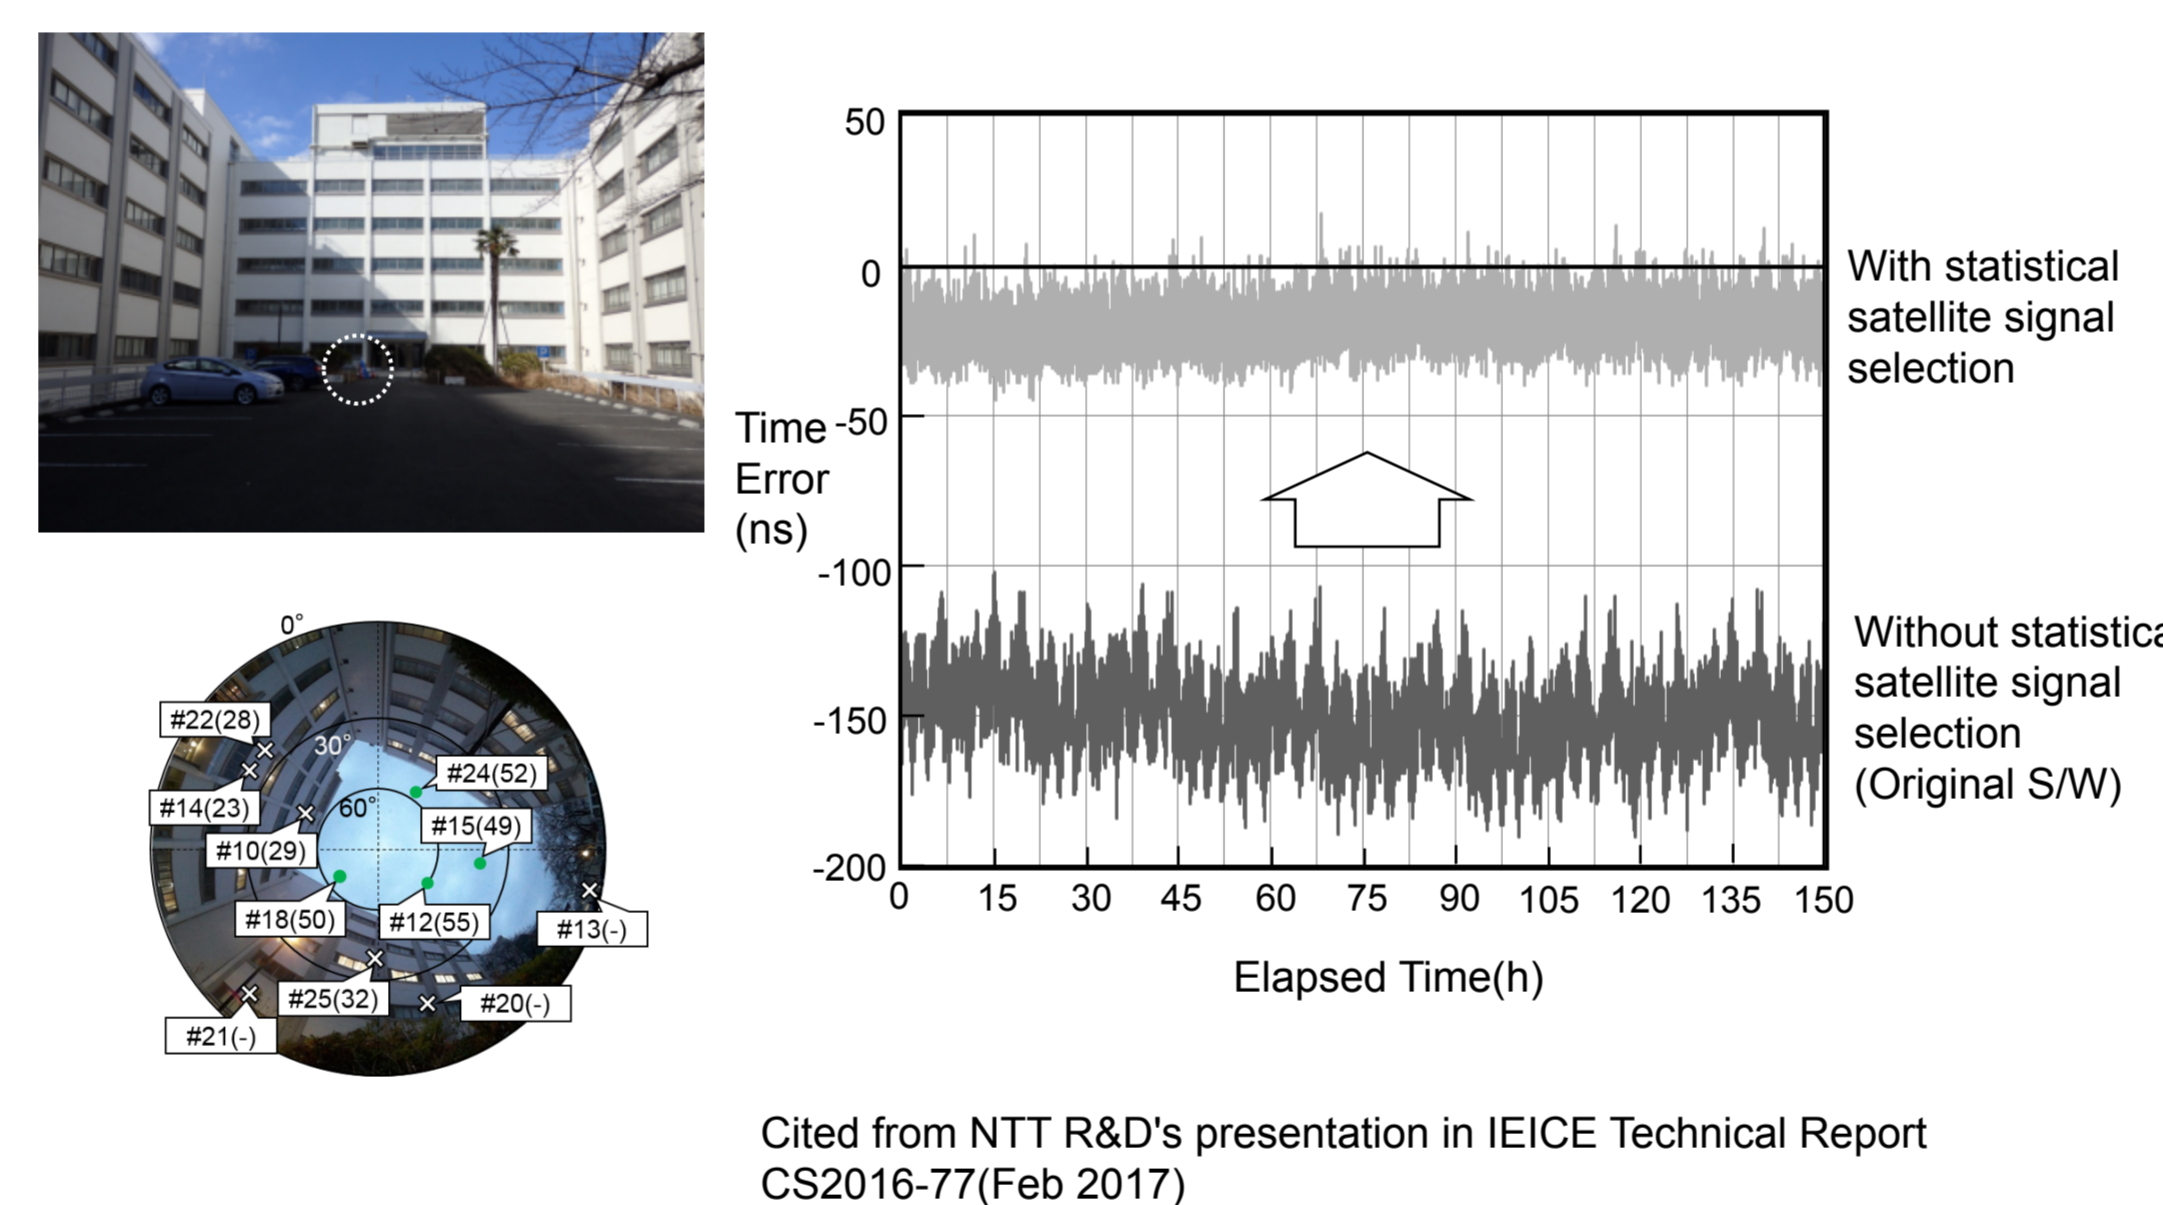 50
0
-50
-100
-150
-200
Time
Error
(ns)
0 15 30 45 60 75 90 105 120 135 150
Elapsed Time(h)
With statistical
satellite signal
selection
Without statistica
satellite signal
selection
(Original S/W)
0°
30°
60°
#22(28)
#14(23)
#10(29)
#24(52)
#15(49)
#18(50)
#12(55)
#13(-)
#25(32)
#20(-)
#21(-)
Cited from NTT R&D's presentation in IEICE Technical Report
CS2016-77(Feb 2017)